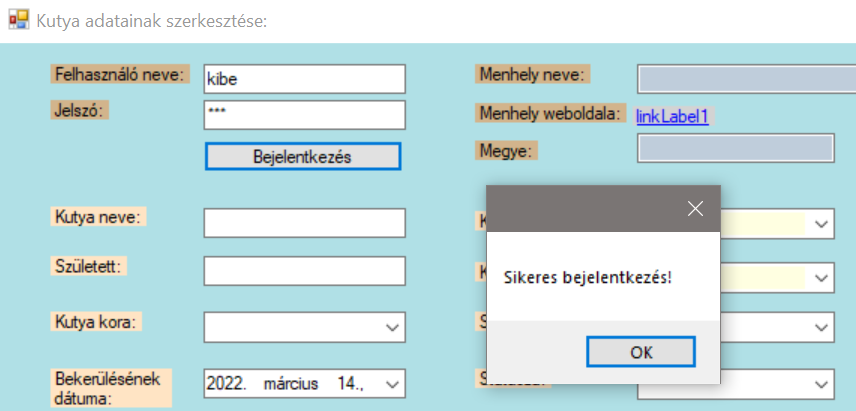 Kutya adatainak szerkesztése:
Felhasználó neve:
kibe
Menhely neve:
Jelszó:
***
Menhely weboldala:
linkLabel1
Bejelentkezés
Megye:
Kutya neve:
K
Született:
K
Sikeres bejelentkezés!
Kutya kora:
S
OK
Bekerülésének
dátuma:
2022. március 14.,